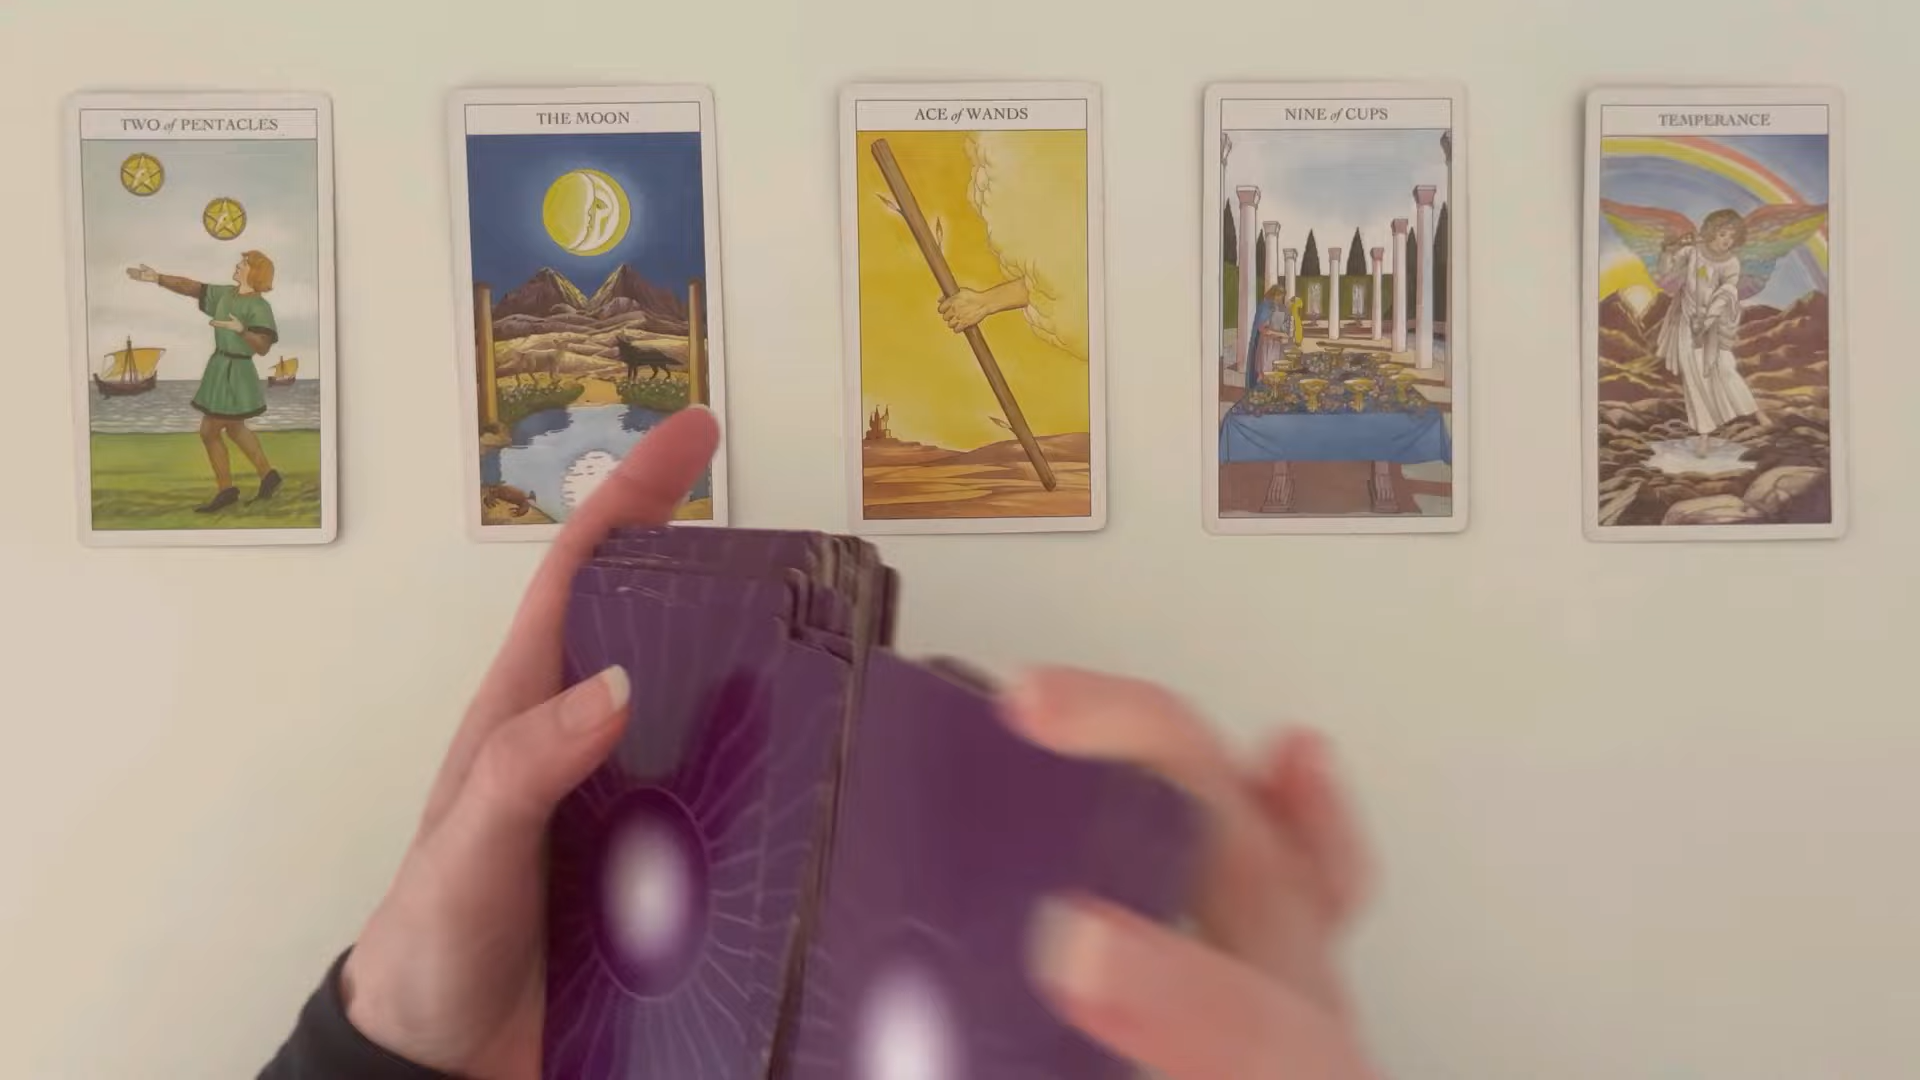 TWO of PENTACLES
THE MOON
ACE of WANDS
NINE of CUPS
TEMPERANCE